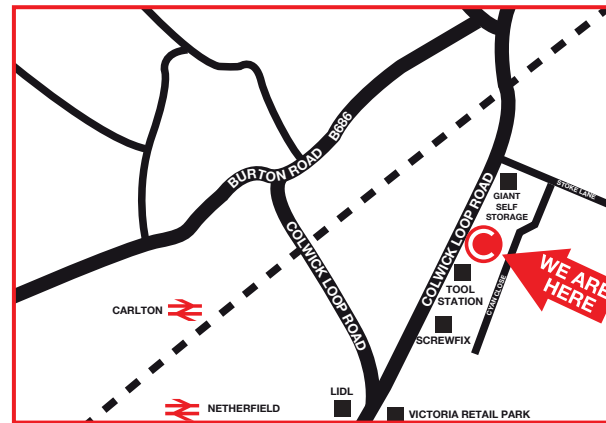 BURTON ROAD B686
STOKE LANE
GIANT
SELF
STORAGE
C
COLWICK LOOP ROAD
COLWICK LOOP ROAD
WE ARE
HERE
TOOL
STATION
CYAN CLOSE
CARLTON
SCREWFIX
LIDL
NETHERFIELD
VICTORIA RETAIL PARK